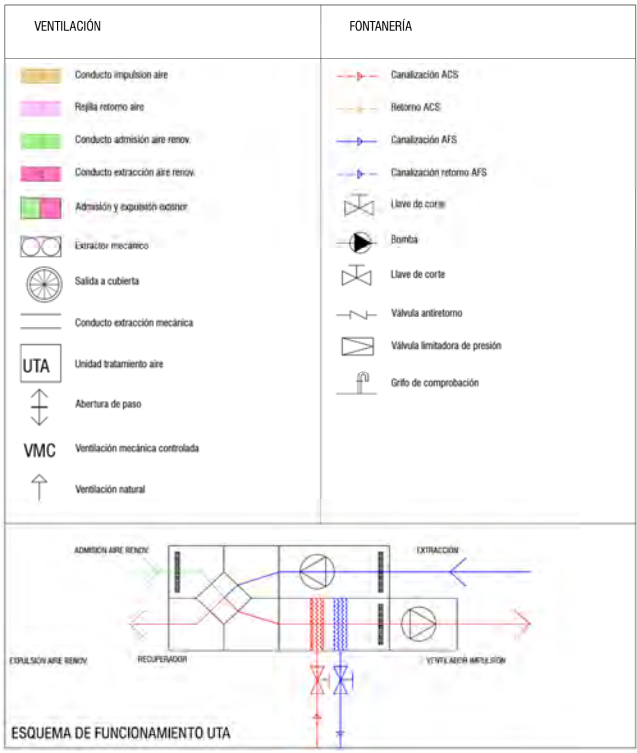 VENTILACIÓN
Conducto impulsion aire
Rejilla retorno aire
Conducto admisión aire renov.
Conducto extracción aire renov.
Admisión y expulsión exterior
Extractor mecánico
Salida a cubierta
Conducto extracción mecánica
UTA
Unidad tratamiento aire
Abertura de paso
VMC
Ventilación mecánica controlada
Ventilación natural
FONTANERÍA
Canalización ACS
Retorno ACS
Canalización AFS
Canalización retorno AFS
Llave de corte
Bomba
Llave de corte
Válvula antiretorno
Válvula limitadora de presión
Grifo de comprobación
ADMISIÓN AIRE RENOV.
EXTRACCIÓN
EXPULSIÓN AIRE RENOV.
RECUPERADOR
VENTILADOR IMPULSIÓN
ESQUEMA DE FUNCIONAMIENTO UTA